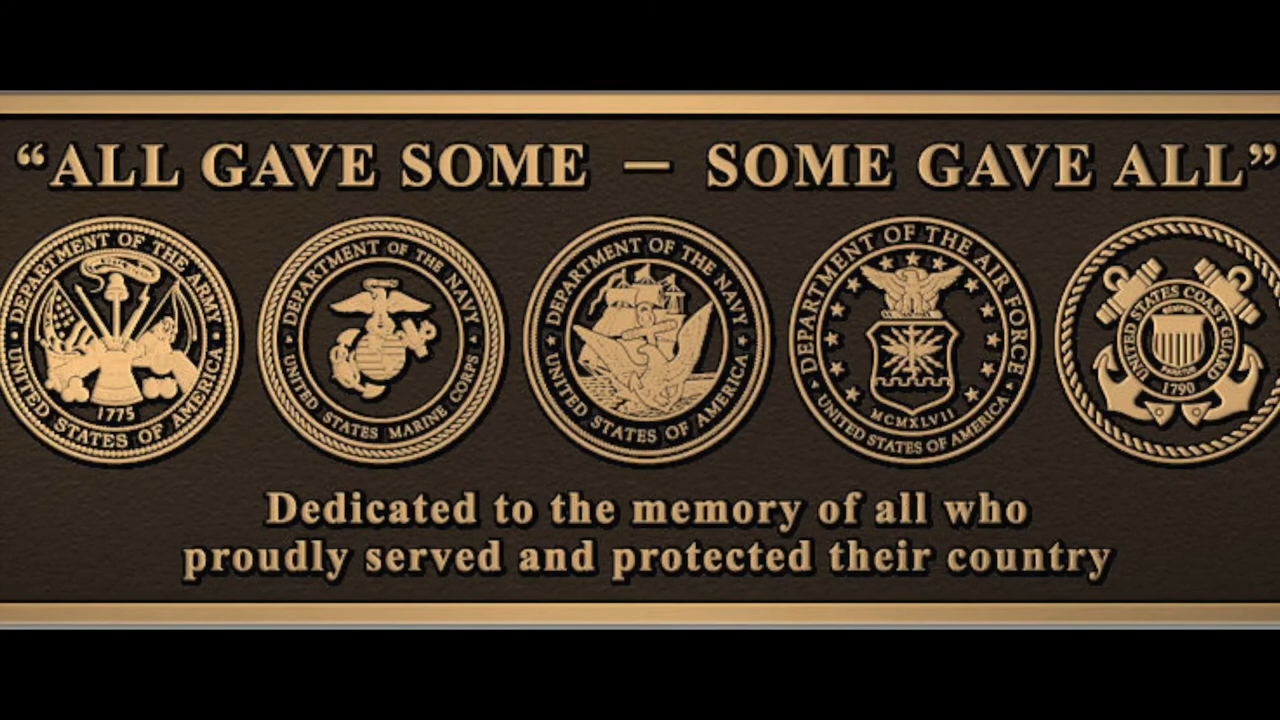 “ALL GAVE SOME — SOME GAVE ALL”
DEPARTMENT OF THE ARMY
UNITED STATES OF AMERICA
1775
DEPARTMENT OF THE NAVY
UNITED STATES MARINE CORPS
DEPARTMENT OF THE NAVY
UNITED STATES OF AMERICA
DEPARTMENT OF THE AIR FORCE
MCMXLVII
UNITED STATES OF AMERICA
UNITED STATES COAST GUARD
SEMPER
PARATUS
1790
Dedicated to the memory of all who
proudly served and protected their country